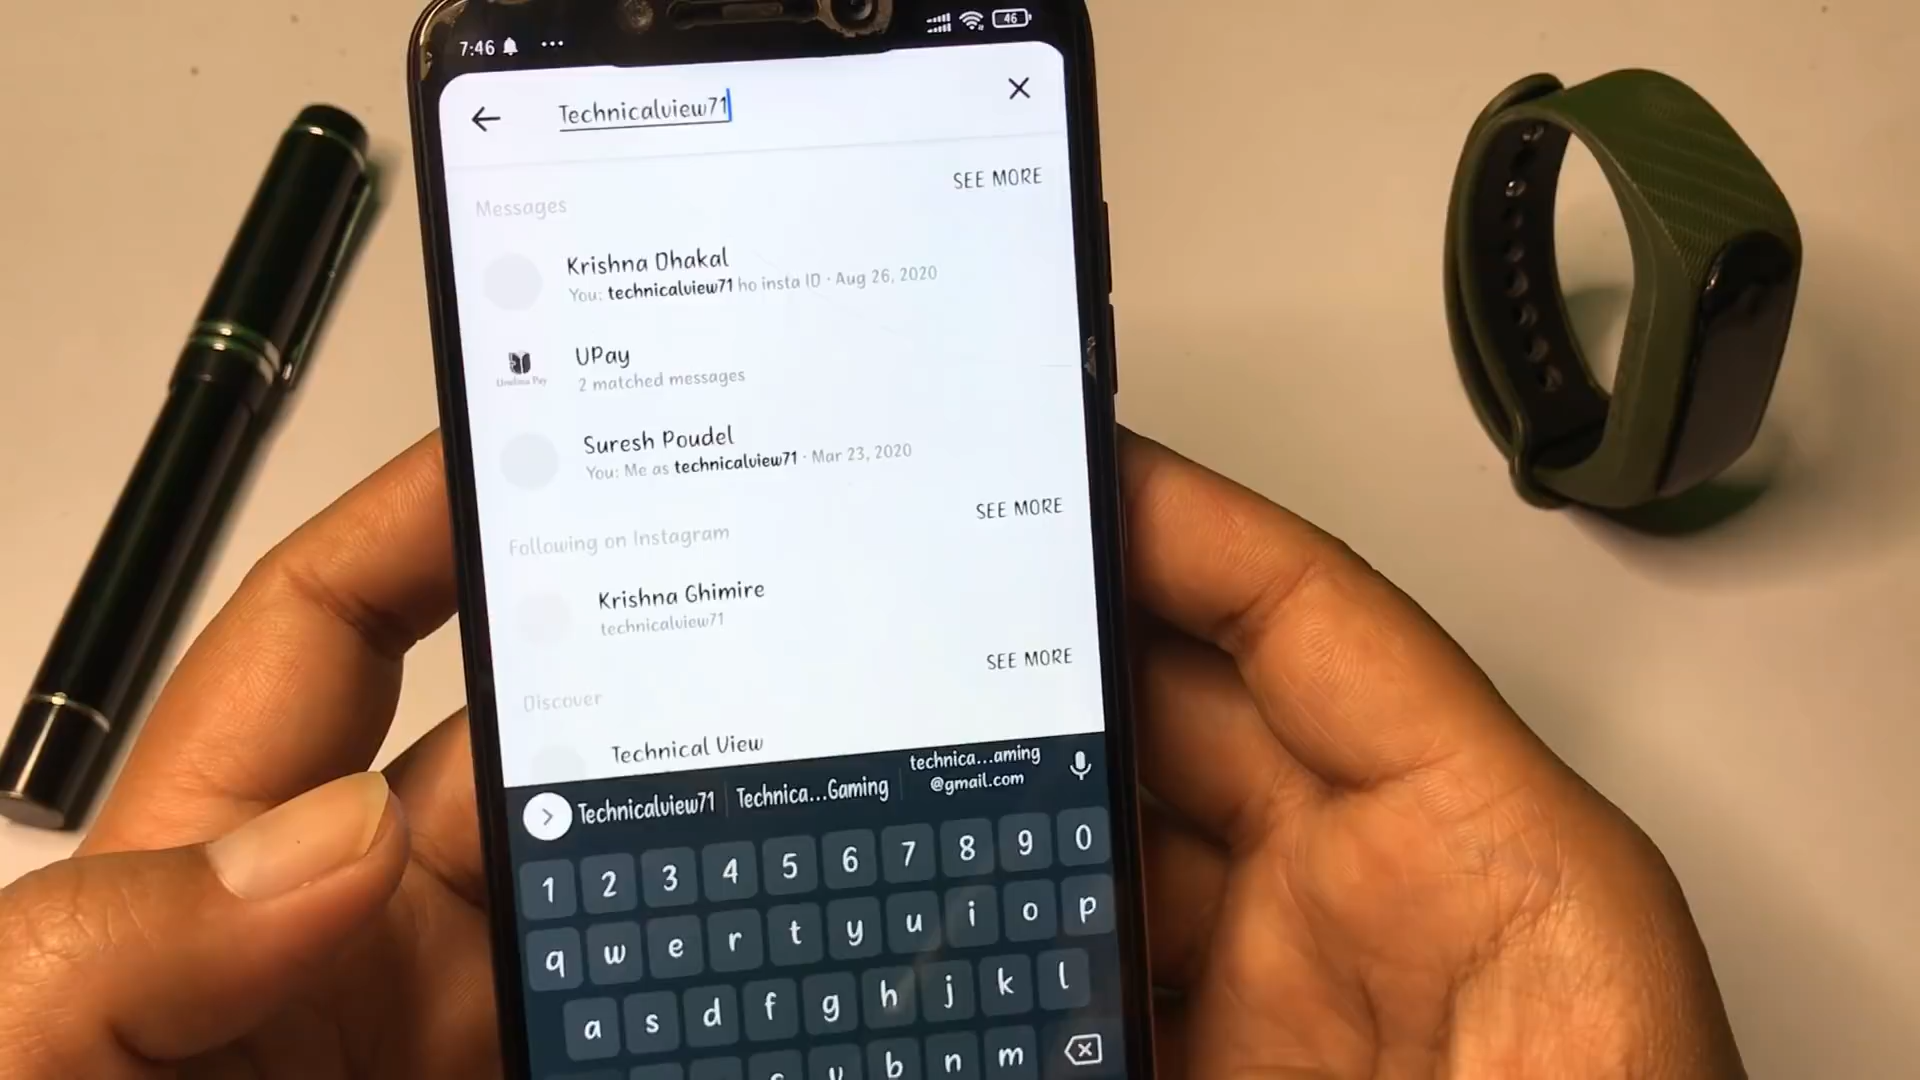 7:46
46
Technicalview71
SEE MORE
Messages
Krishna Dhakal
You: technicalview71 ho insta ID · Aug 26, 2020
UPay
2 matched messages
Suresh Poudel
You: Me as technicalview71 · Mar 23, 2020
SEE MORE
Following on Instagram
Krishna Ghimire
technicalview71
SEE MORE
Discover
Technical View
Technicalview71
Technica...Gaming
technica...aming
@gmail.com
1 2 3 4 5 6 7 8 9 0
q w e r t y u i o p
a s d f g h j k l
c v b n m